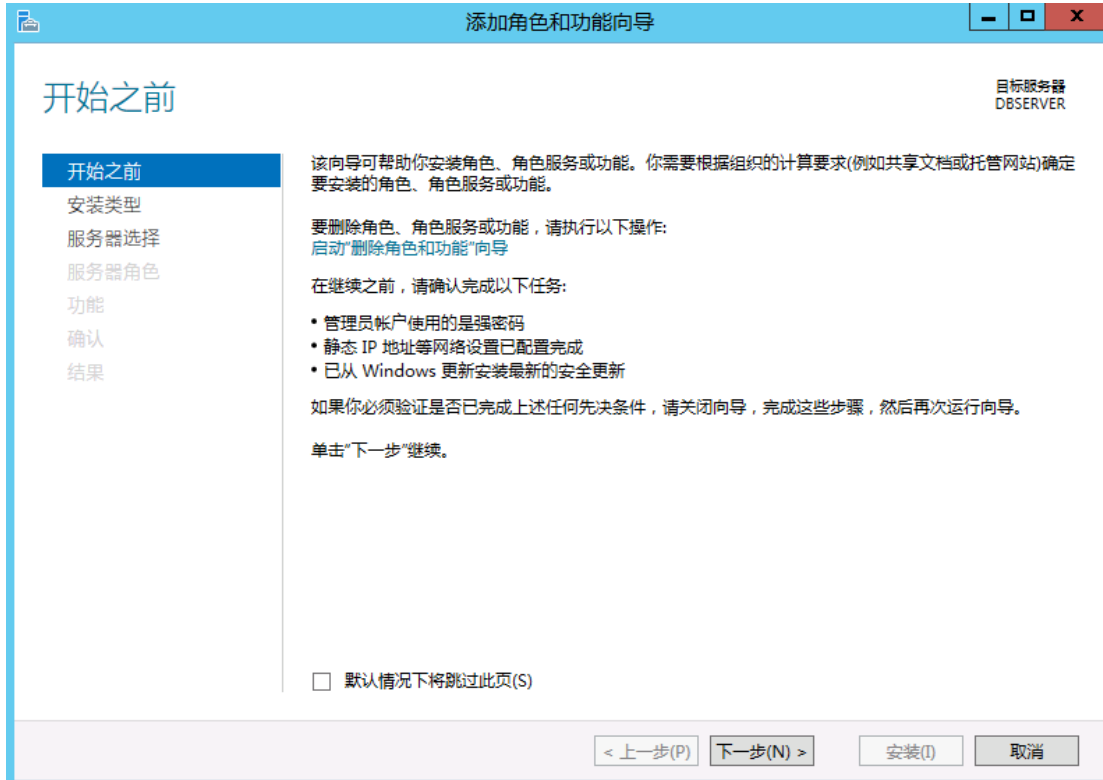 添加角色和功能向导
开始之前
目标服务器
DBSERVER
开始之前
安装类型
服务器选择
服务器角色
功能
确认
结果
该向导可帮助你安装角色、角色服务或功能。你需要根据组织的计算要求(例如共享文档或托管网站)确定
要安装的角色、角色服务或功能。
要删除角色、角色服务或功能，请执行以下操作:
启动"删除角色和功能"向导
在继续之前，请确认完成以下任务:
• 管理员帐户使用的是强密码
• 静态 IP 地址等网络设置已配置完成
• 已从 Windows 更新安装最新的安全更新
如果你必须验证是否已完成上述任何先决条件，请关闭向导，完成这些步骤，然后再次运行向导。
单击"下一步"继续。
默认情况下将跳过此页(S)
< 上一步(P) 下一步(N) > 安装(I) 取消